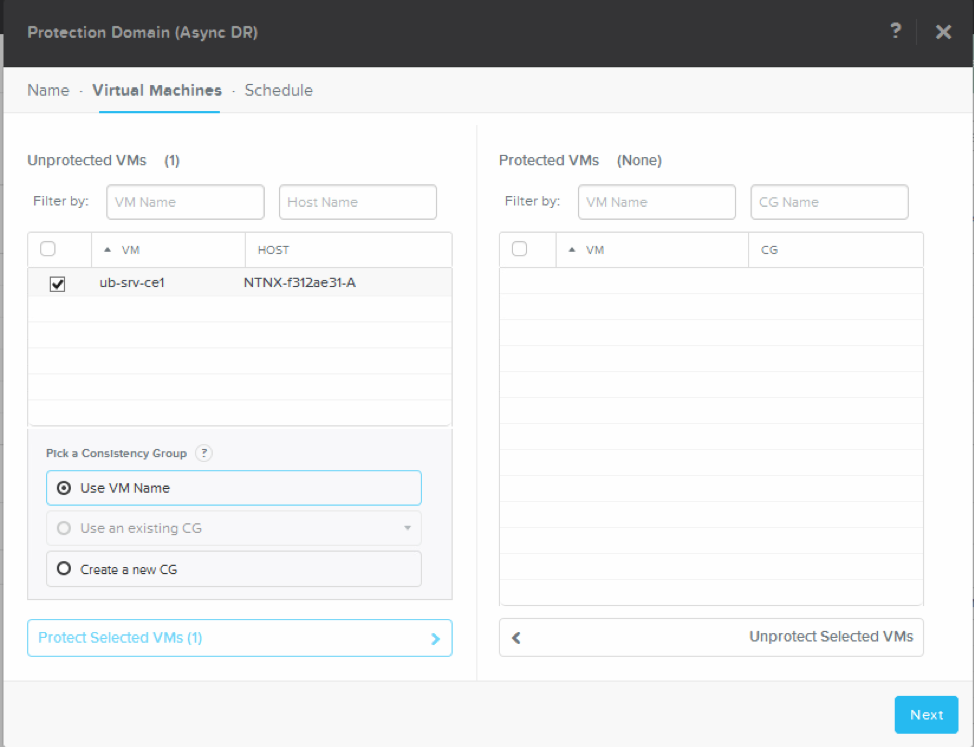 Protection Domain (Async DR)
?
Name · Virtual Machines · Schedule
Unprotected VMs (1)
Filter by: VM Name Host Name
VM HOST
ub-srv-ce1 NTNX-f312ae31-A
Pick a Consistency Group ?
Use VM Name
Use an existing CG
Create a new CG
Protect Selected VMs (1)
Protected VMs (None)
Filter by: VM Name CG Name
VM CG
Unprotect Selected VMs
Next